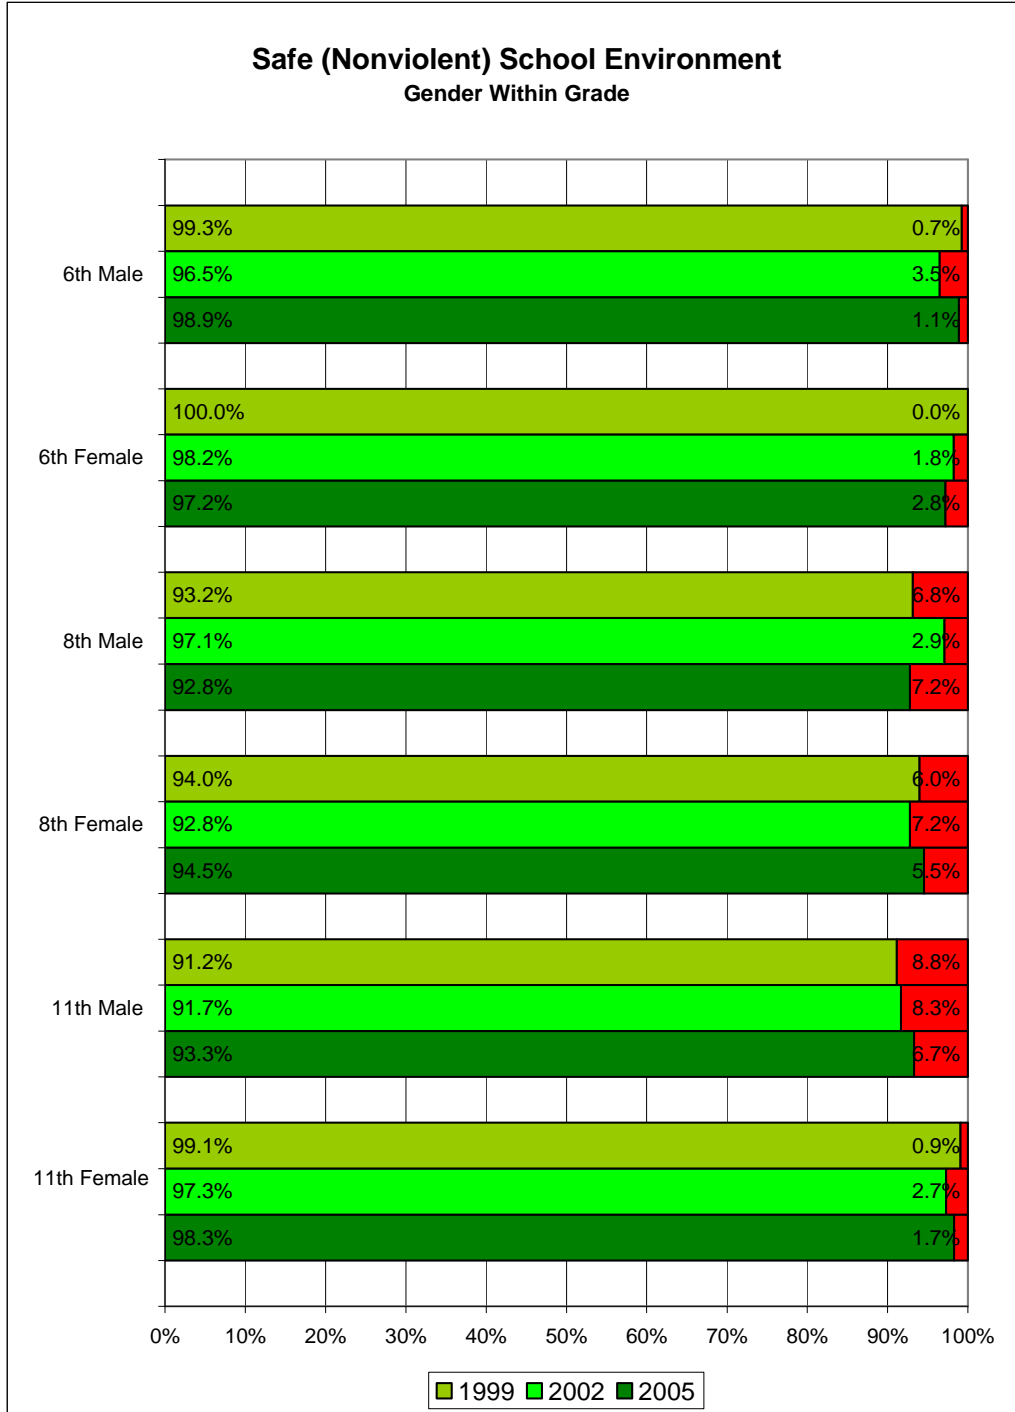 Safe (Nonviolent) School Environment
Gender Within Grade
6th Male
99.3% 0.7%
96.5% 3.5%
98.9% 1.1%
6th Female
100.0% 0.0%
98.2% 1.8%
97.2% 2.8%
8th Male
93.2% 6.8%
97.1% 2.9%
92.8% 7.2%
8th Female
94.0% 6.0%
92.8% 7.2%
94.5% 5.5%
11th Male
91.2% 8.8%
91.7% 8.3%
93.3% 6.7%
11th Female
99.1% 0.9%
97.3% 2.7%
98.3% 1.7%
0% 10% 20% 30% 40% 50% 60% 70% 80% 90% 100%
1999 2002 2005